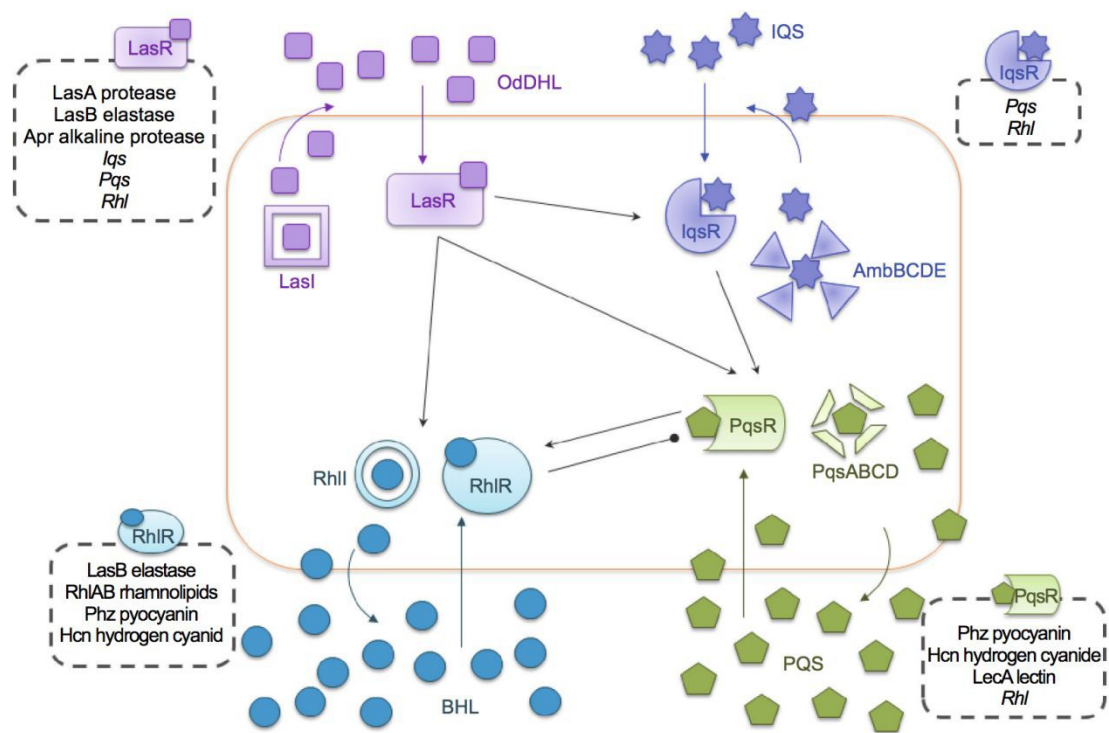 LasR
LasA protease
LasB elastase
Apr alkaline protease
Iqs
Pqs
Rhl
OdDHL
IQS
IqsR
Pqs
Rhl
LasR
LasI
IqsR
AmbBCDE
PqsR
PqsABCD
RhlI
RhlR
RhlR
LasB elastase
RhlAB rhamnolipids
Phz pyocyanin
Hcn hydrogen cyanid
BHL
PQS
PqsR
Phz pyocyanin
Hcn hydrogen cyanide
LecA lectin
Rhl